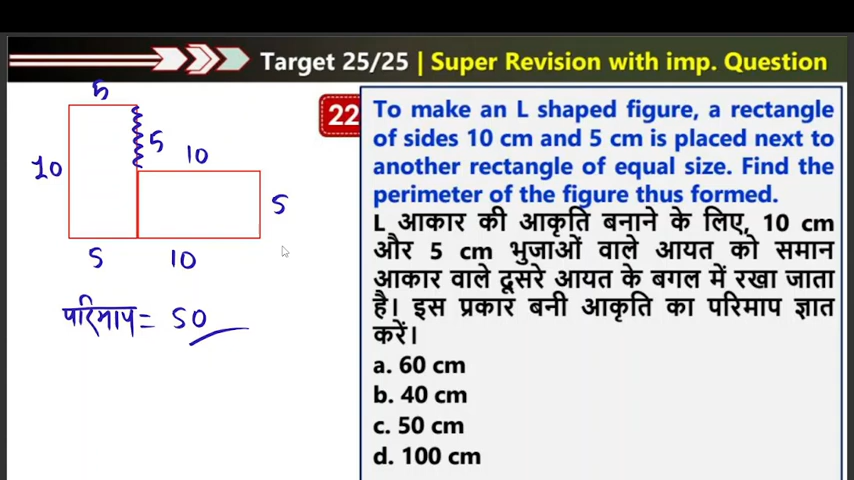 Target 25/25 | Super Revision with imp. Question
22
To make an L shaped figure, a rectangle
of sides 10 cm and 5 cm is placed next to
another rectangle of equal size. Find the
perimeter of the figure thus formed.
L आकार की आकृति बनाने के लिए, 10 cm
और 5 cm भुजाओं वाले आयत को समान
आकार वाले दूसरे आयत के बगल में रखा जाता
है। इस प्रकार बनी आकृति का परिमाप ज्ञात
करें।
a. 60 cm
b. 40 cm
c. 50 cm
d. 100 cm
5
5
10
10
5
5
10
परिमाप = 50